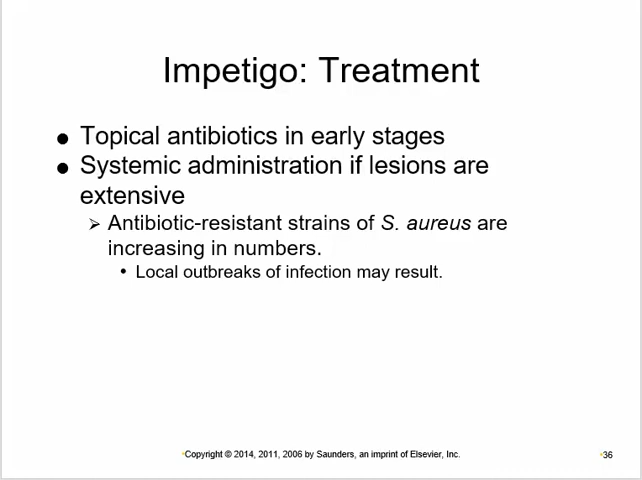 Impetigo: Treatment
● Topical antibiotics in early stages
● Systemic administration if lesions are
extensive
➢ Antibiotic-resistant strains of S. aureus are
increasing in numbers.
• Local outbreaks of infection may result.
•Copyright © 2014, 2011, 2006 by Saunders, an imprint of Elsevier, Inc.
•36